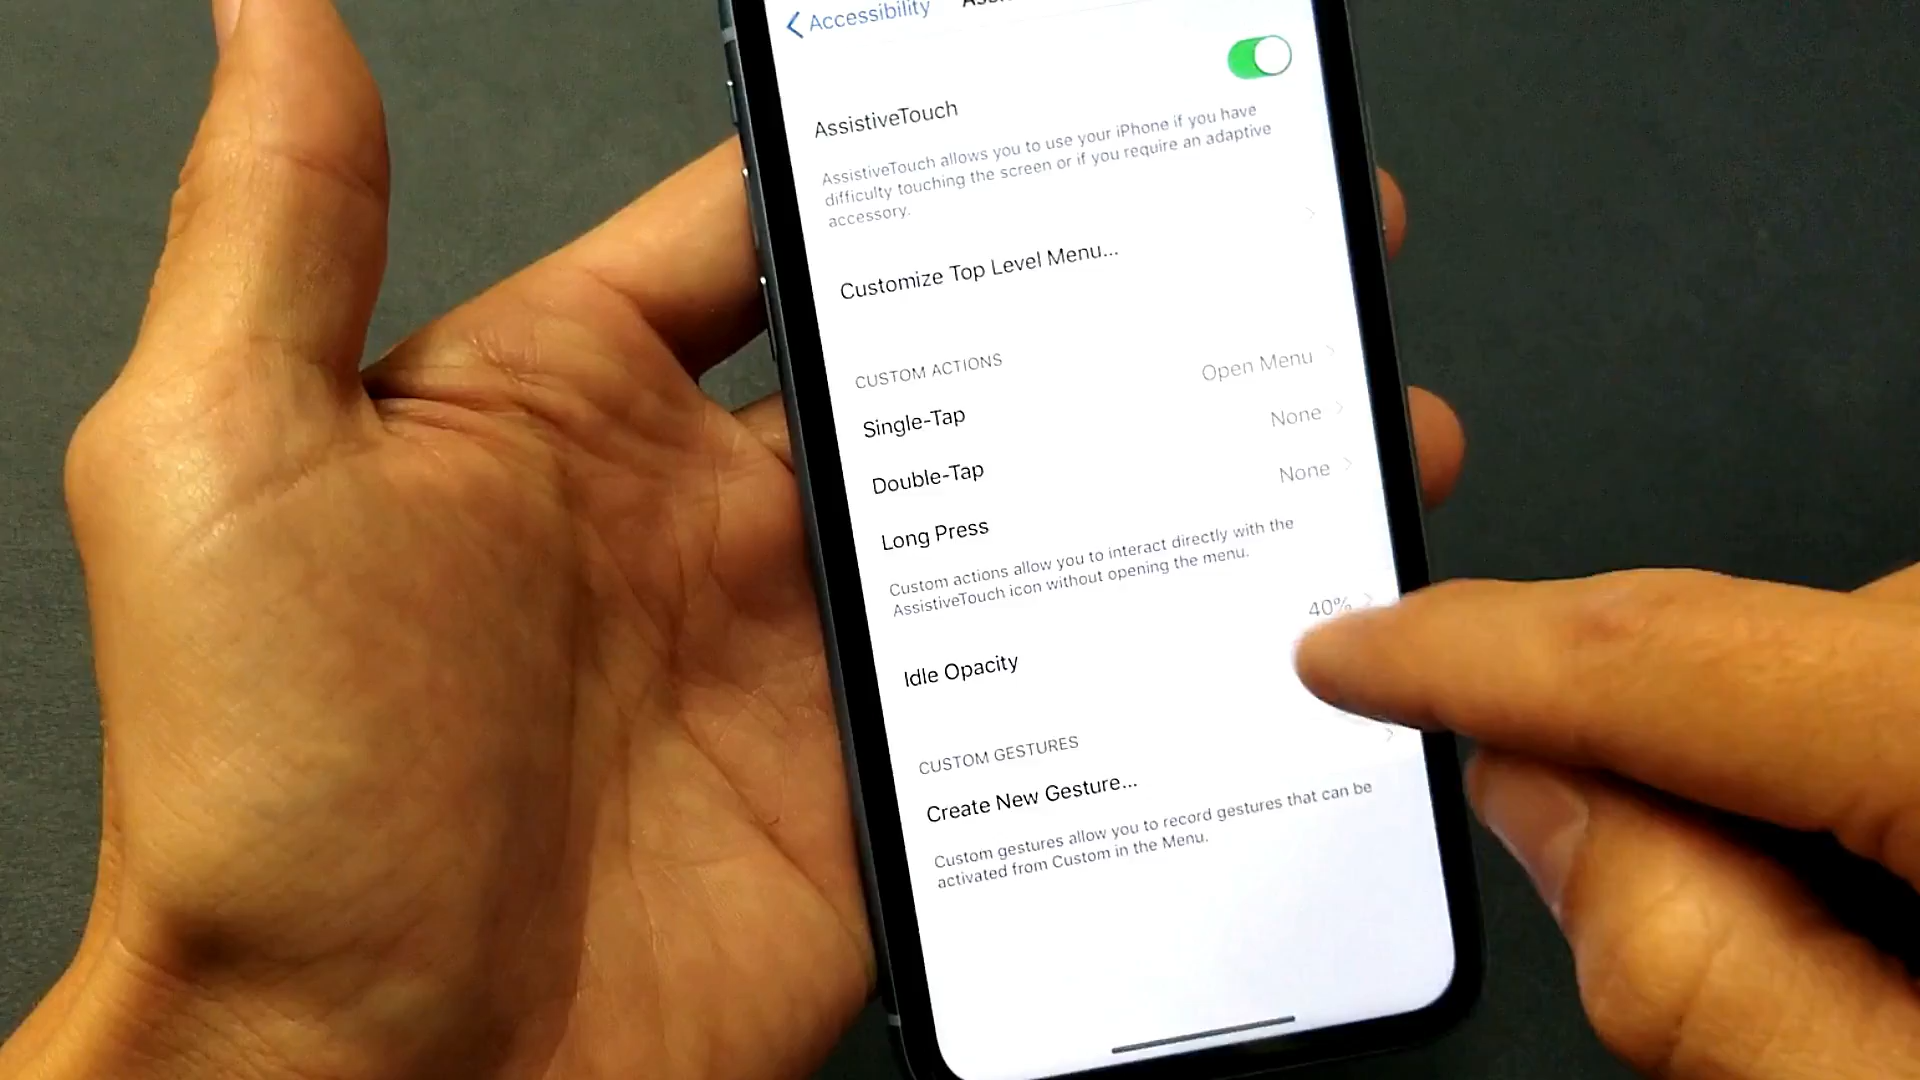 Accessibility
AssistiveTouch
AssistiveTouch allows you to use your iPhone if you have
difficulty touching the screen or if you require an adaptive
accessory.
Customize Top Level Menu...
CUSTOM ACTIONS
Single-Tap Open Menu
Double-Tap None
Long Press None
Custom actions allow you to interact directly with the
AssistiveTouch icon without opening the menu.
Idle Opacity 40%
CUSTOM GESTURES
Create New Gesture...
Custom gestures allow you to record gestures that can be
activated from Custom in the Menu.